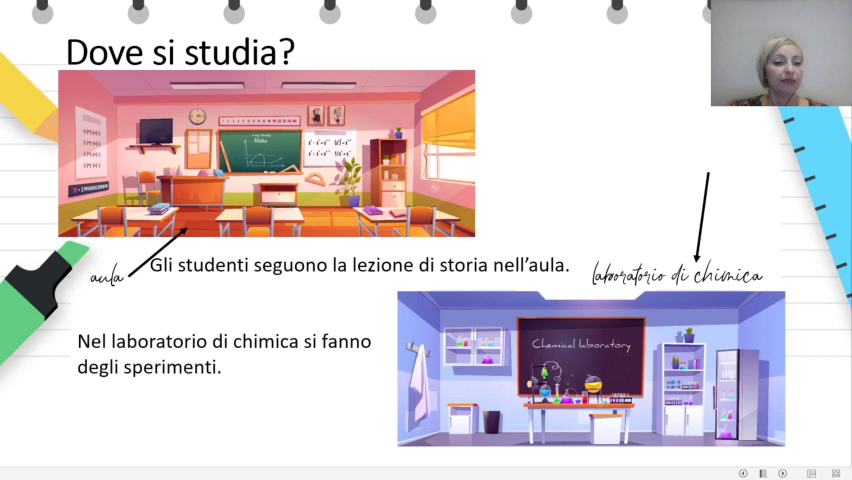 Dove si studia?
Maths
aula
Gli studenti seguono la lezione di storia nell'aula.
laboratorio di chimica
Nel laboratorio di chimica si fanno
degli sperimenti.
Chemical laboratory